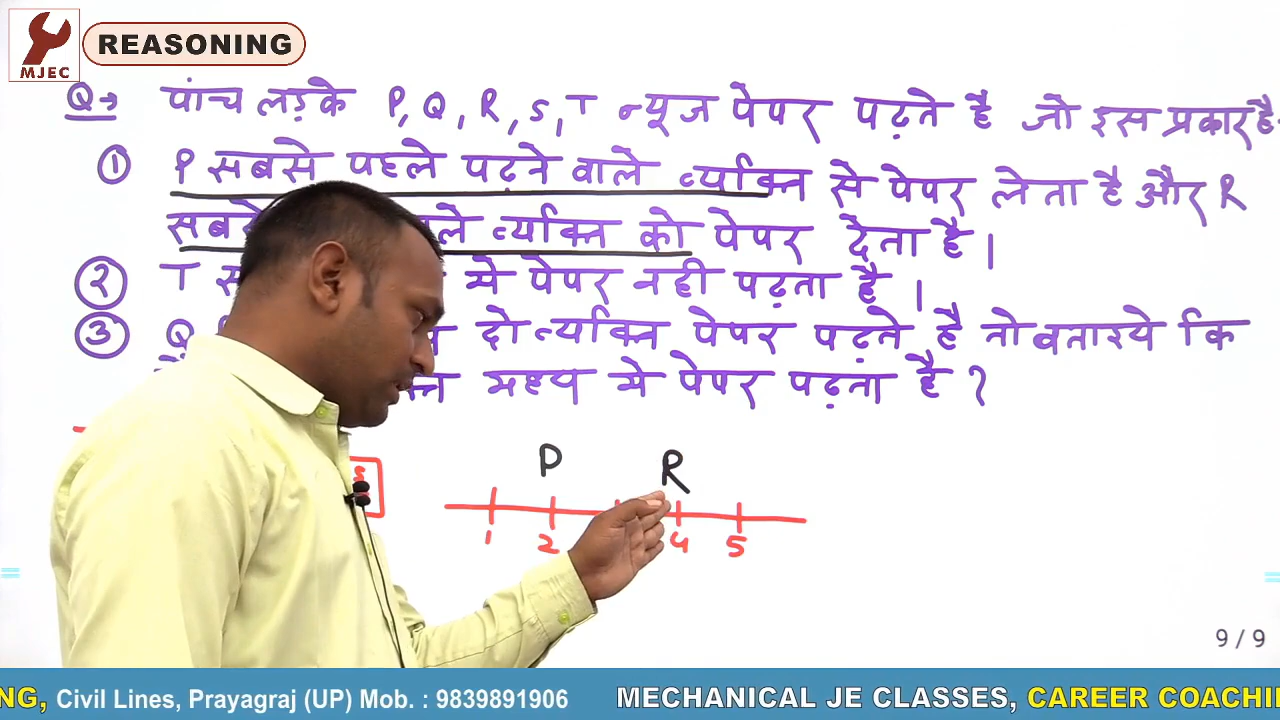 MJEC
REASONING
Q→ पांच लड़के P, Q, R, S, T न्यूज पेपर पढ़ते है जो इस प्रकार है-
① P सबसे पहले पढ़ने वाले व्यक्ति से पेपर लेता है और R
सबसे वाले व्यक्ति को पेपर देता है।
② T में पेपर नही पढ़ता है।
③ Q दो व्यक्ति पेपर पढ़ते है तो बताइये कि
मध्य में पेपर पढ़ता है ?
P R
1 2 4 5
9 / 9
NG, Civil Lines, Prayagraj (UP) Mob. : 9839891906 MECHANICAL JE CLASSES, CAREER COACHI